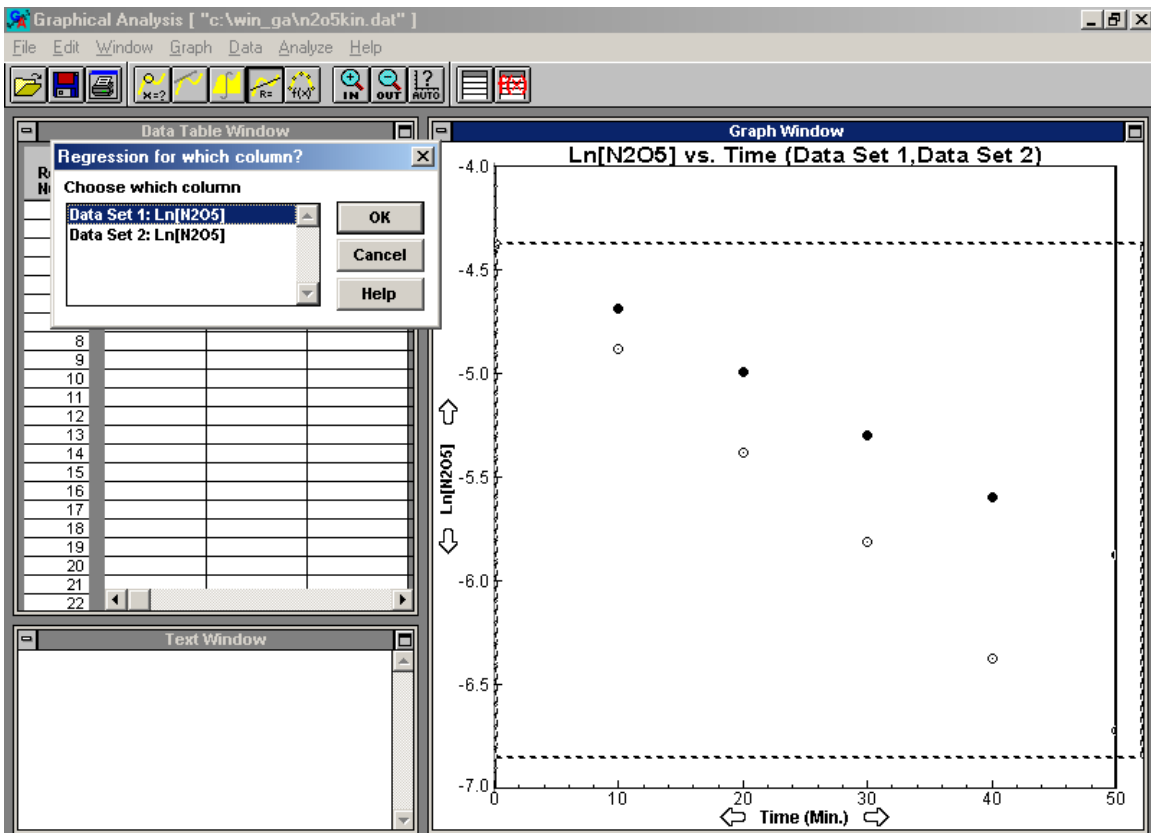 Graphical Analysis [ "c:\win_ga\n2o5kin.dat" ]
File Edit Window Graph Data Analyze Help
x=? R= f(x) IN OUT ? AUTO f(x)
Data Table Window
Regression for which column?
Choose which column
Data Set 1: Ln[N2O5]
Data Set 2: Ln[N2O5]
OK
Cancel
Help
8
9
10
11
12
13
14
15
16
17
18
19
20
21
22
Text Window
Graph Window
Ln[N2O5] vs. Time (Data Set 1,Data Set 2)
-4.0
-4.5
-5.0
-5.5
-6.0
-6.5
-7.0
Ln[N2O5]
0 10 20 30 40 50
Time (Min.)